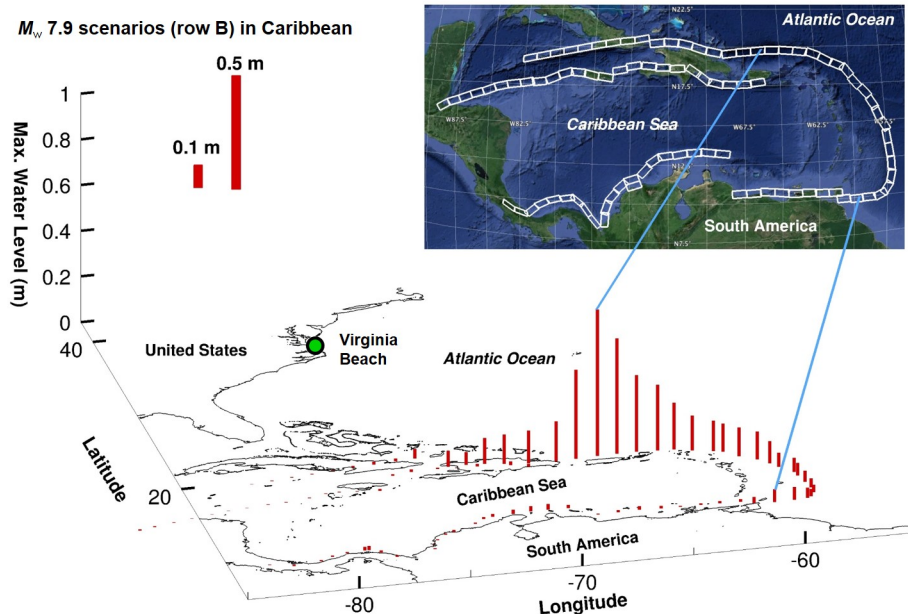 Mw 7.9 scenarios (row B) in Caribbean
0.5 m
0.1 m
Max. Water Level (m)
1
0.8
0.6
0.4
0.2
0
40
20
Latitude
United States
Virginia
Beach
Atlantic Ocean
Caribbean Sea
South America
-80
-70
-60
Longitude
N22.5°
Atlantic Ocean
N17.5°
W87.5°
W82.5°
Caribbean Sea
W67.5°
W62.5°
South America
N7.5°